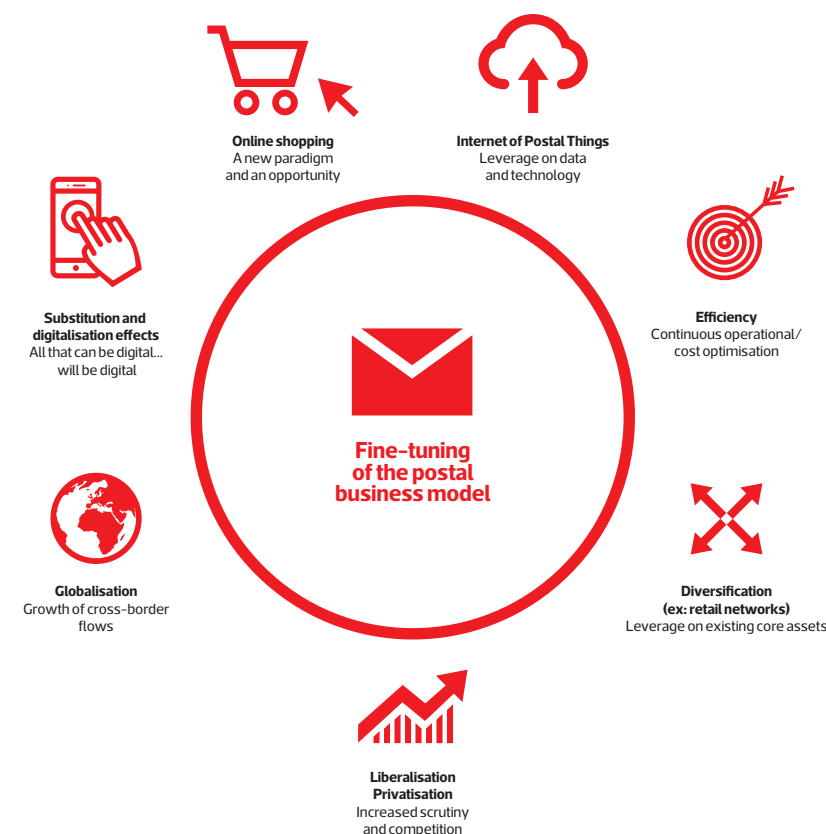 Online shopping
A new paradigm
and an opportunity
Internet of Postal Things
Leverage on data
and technology
Substitution and
digitalisation effects
All that can be digital...
will be digital
Efficiency
Continuous operational/
cost optimisation
Fine-tuning
of the postal
business model
Globalisation
Growth of cross-border
flows
Diversification
(ex: retail networks)
Leverage on existing core assets
Liberalisation
Privatisation
Increased scrutiny
and competition